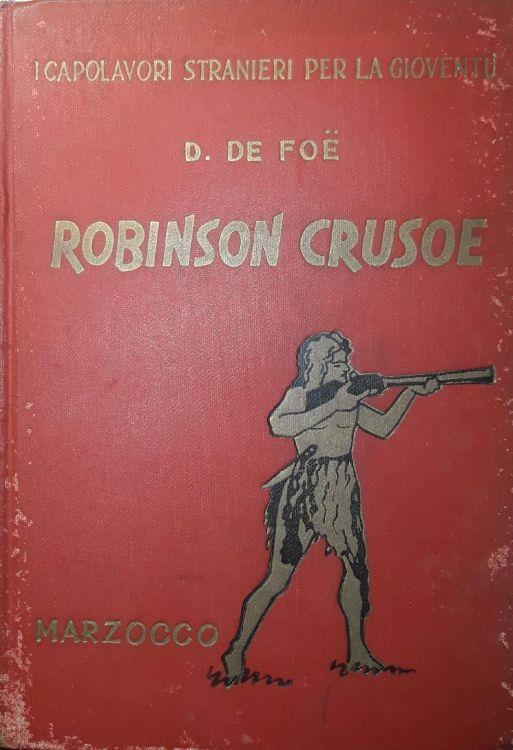 I CAPOLAVORI STRANIERI PER LA GIOVENTÙ
D. DE FOË
ROBINSON CRUSOE
MARZOCCO